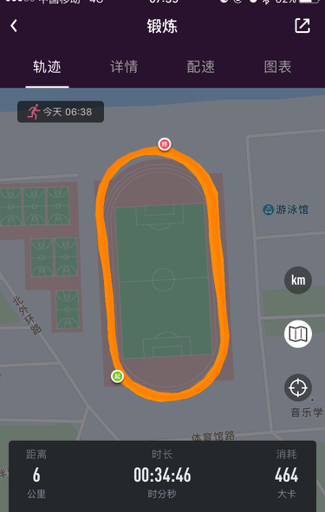 锻炼
轨迹 详情 配速 图表
今天 06:38
终
游泳馆
km
北外环路
起
音乐学
体育馆路
距离 时长 消耗
6 00:34:46 464
公里 时分秒 大卡